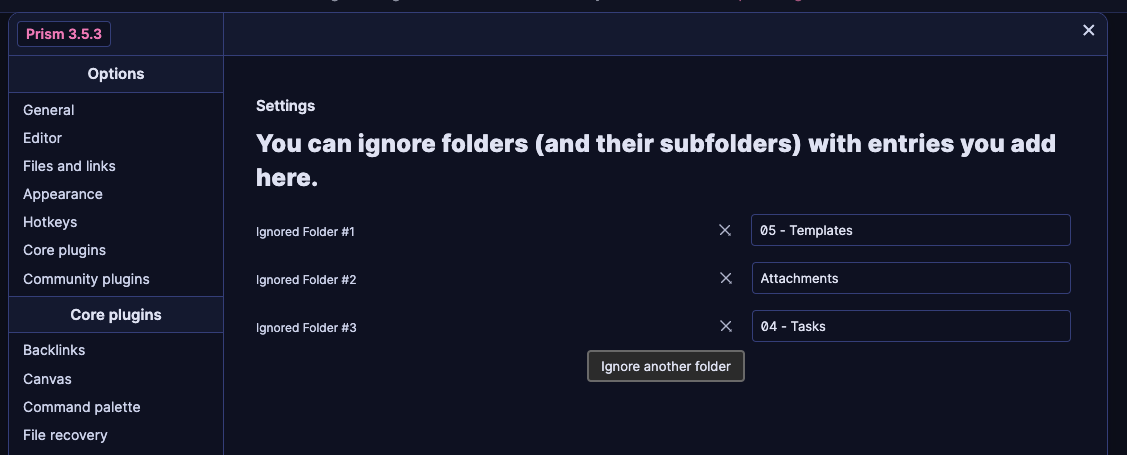 Prism 3.5.3
Options
General
Editor
Files and links
Appearance
Hotkeys
Core plugins
Community plugins
Core plugins
Backlinks
Canvas
Command palette
File recovery
Settings
You can ignore folders (and their subfolders) with entries you add
here.
Ignored Folder #1
05 - Templates
Ignored Folder #2
Attachments
Ignored Folder #3
04 - Tasks
Ignore another folder